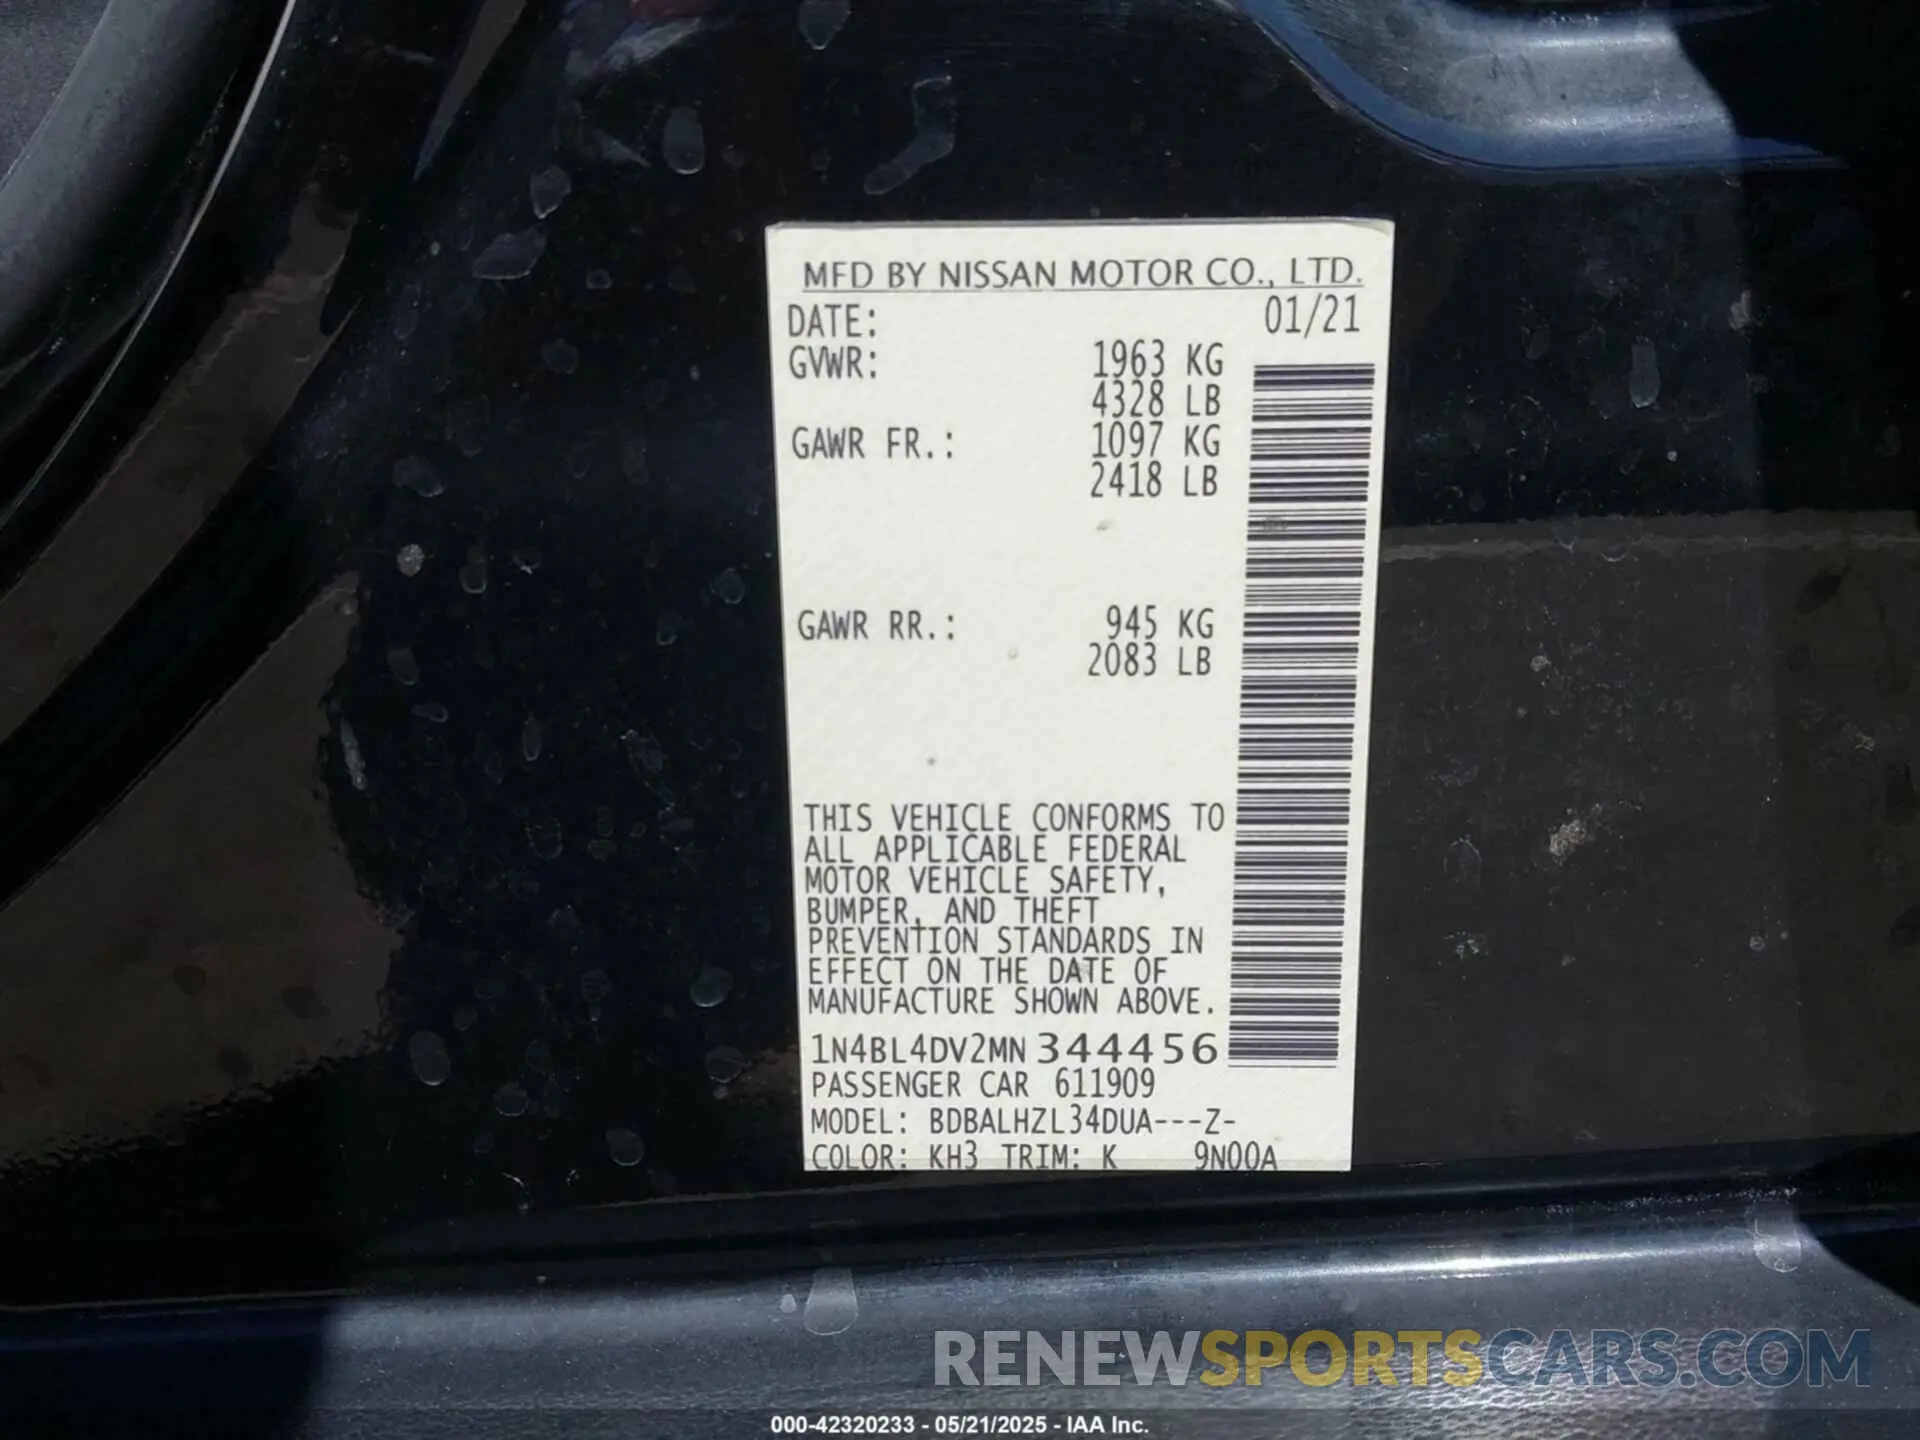 MFD BY NISSAN MOTOR CO., LTD.
DATE: 01/21
GVWR: 1963 KG
4328 LB
GAWR FR.: 1097 KG
2418 LB
GAWR RR.: 945 KG
2083 LB
THIS VEHICLE CONFORMS TO
ALL APPLICABLE FEDERAL
MOTOR VEHICLE SAFETY,
BUMPER, AND THEFT
PREVENTION STANDARDS IN
EFFECT ON THE DATE OF
MANUFACTURE SHOWN ABOVE.
1N4BL4DV2MN344456
PASSENGER CAR 611909
MODEL: BDBALHZL34DUA---Z-
COLOR: KH3 TRIM: K 9N00A
RENEWSPORTSCARS.COM
000-42320233 - 05/21/2025 - IAA Inc.